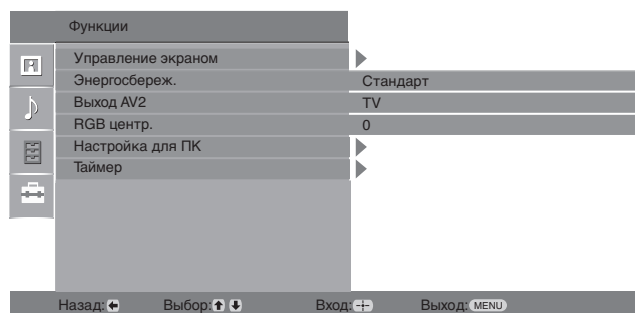 Функции
Управление экраном
Энергосбереж. Стандарт
Выход AV2 TV
RGB центр. 0
Настройка для ПК
Таймер
Назад: Выбор: Вход: Выход: MENU